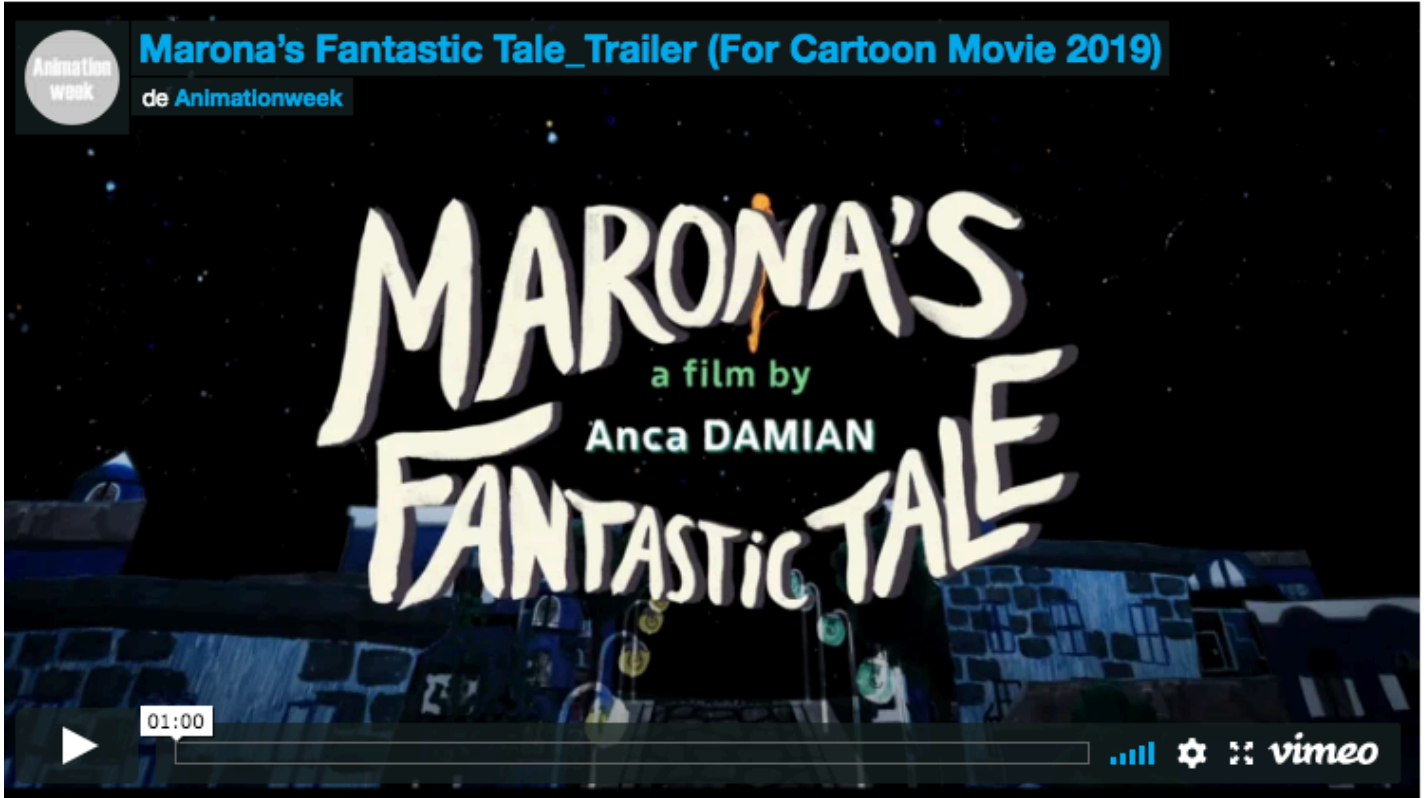 Animation
week
Marona’s Fantastic Tale_Trailer (For Cartoon Movie 2019)
de Animationweek
MARONA'S
a film by
Anca DAMIAN
FANTASTiC TALE
01:00
vimeo